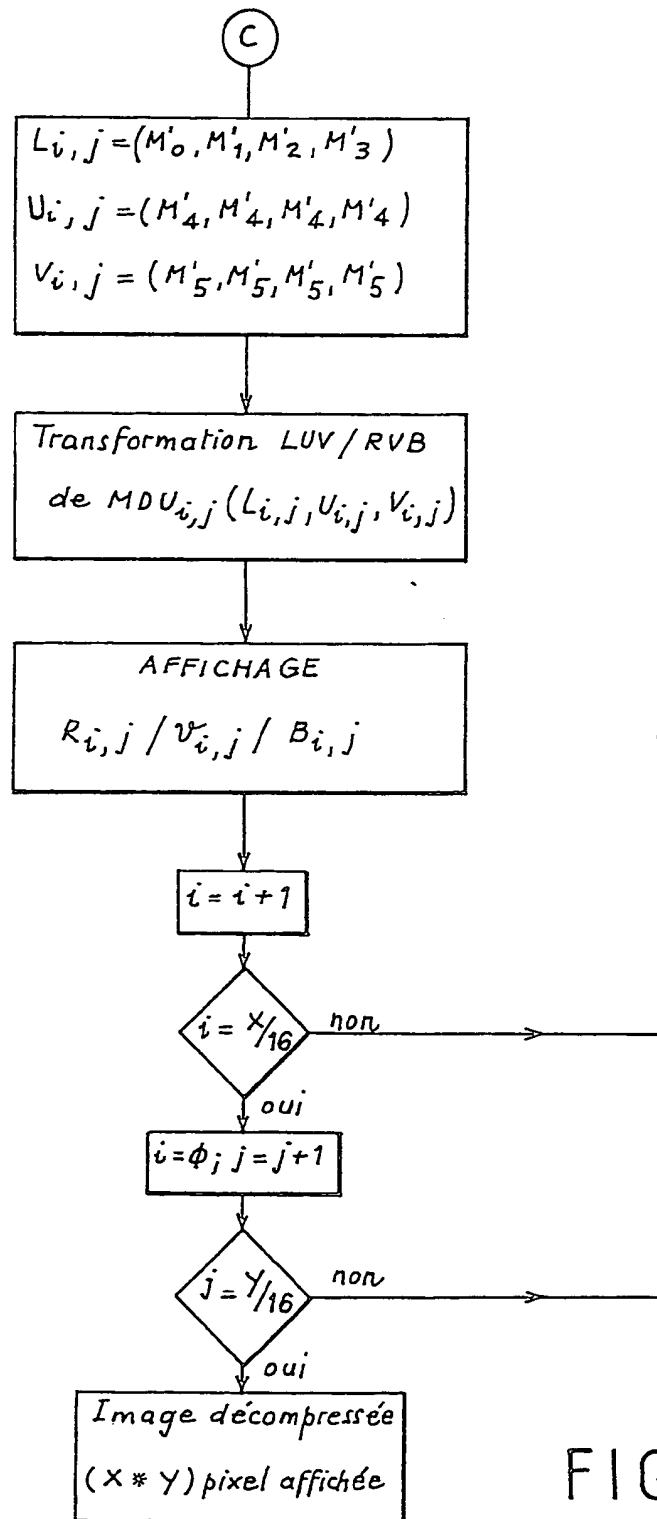 C
Li,j =(M'0, M'1, M'2, M'3)
Ui,j =(M'4, M'4, M'4, M'4)
Vi,j = (M'5, M'5, M'5, M'5)
Transformation LUV/RVB
de MDUi,j(Li,j, Ui,j, Vi,j)
AFFICHAGE
Ri,j / Vi,j / Bi,j
i = i+1
i = X/16
non
oui
i=ϕ; j = j+1
j = Y/16
non
oui
Image décompressée
(X * Y) pixel affichée
FIG